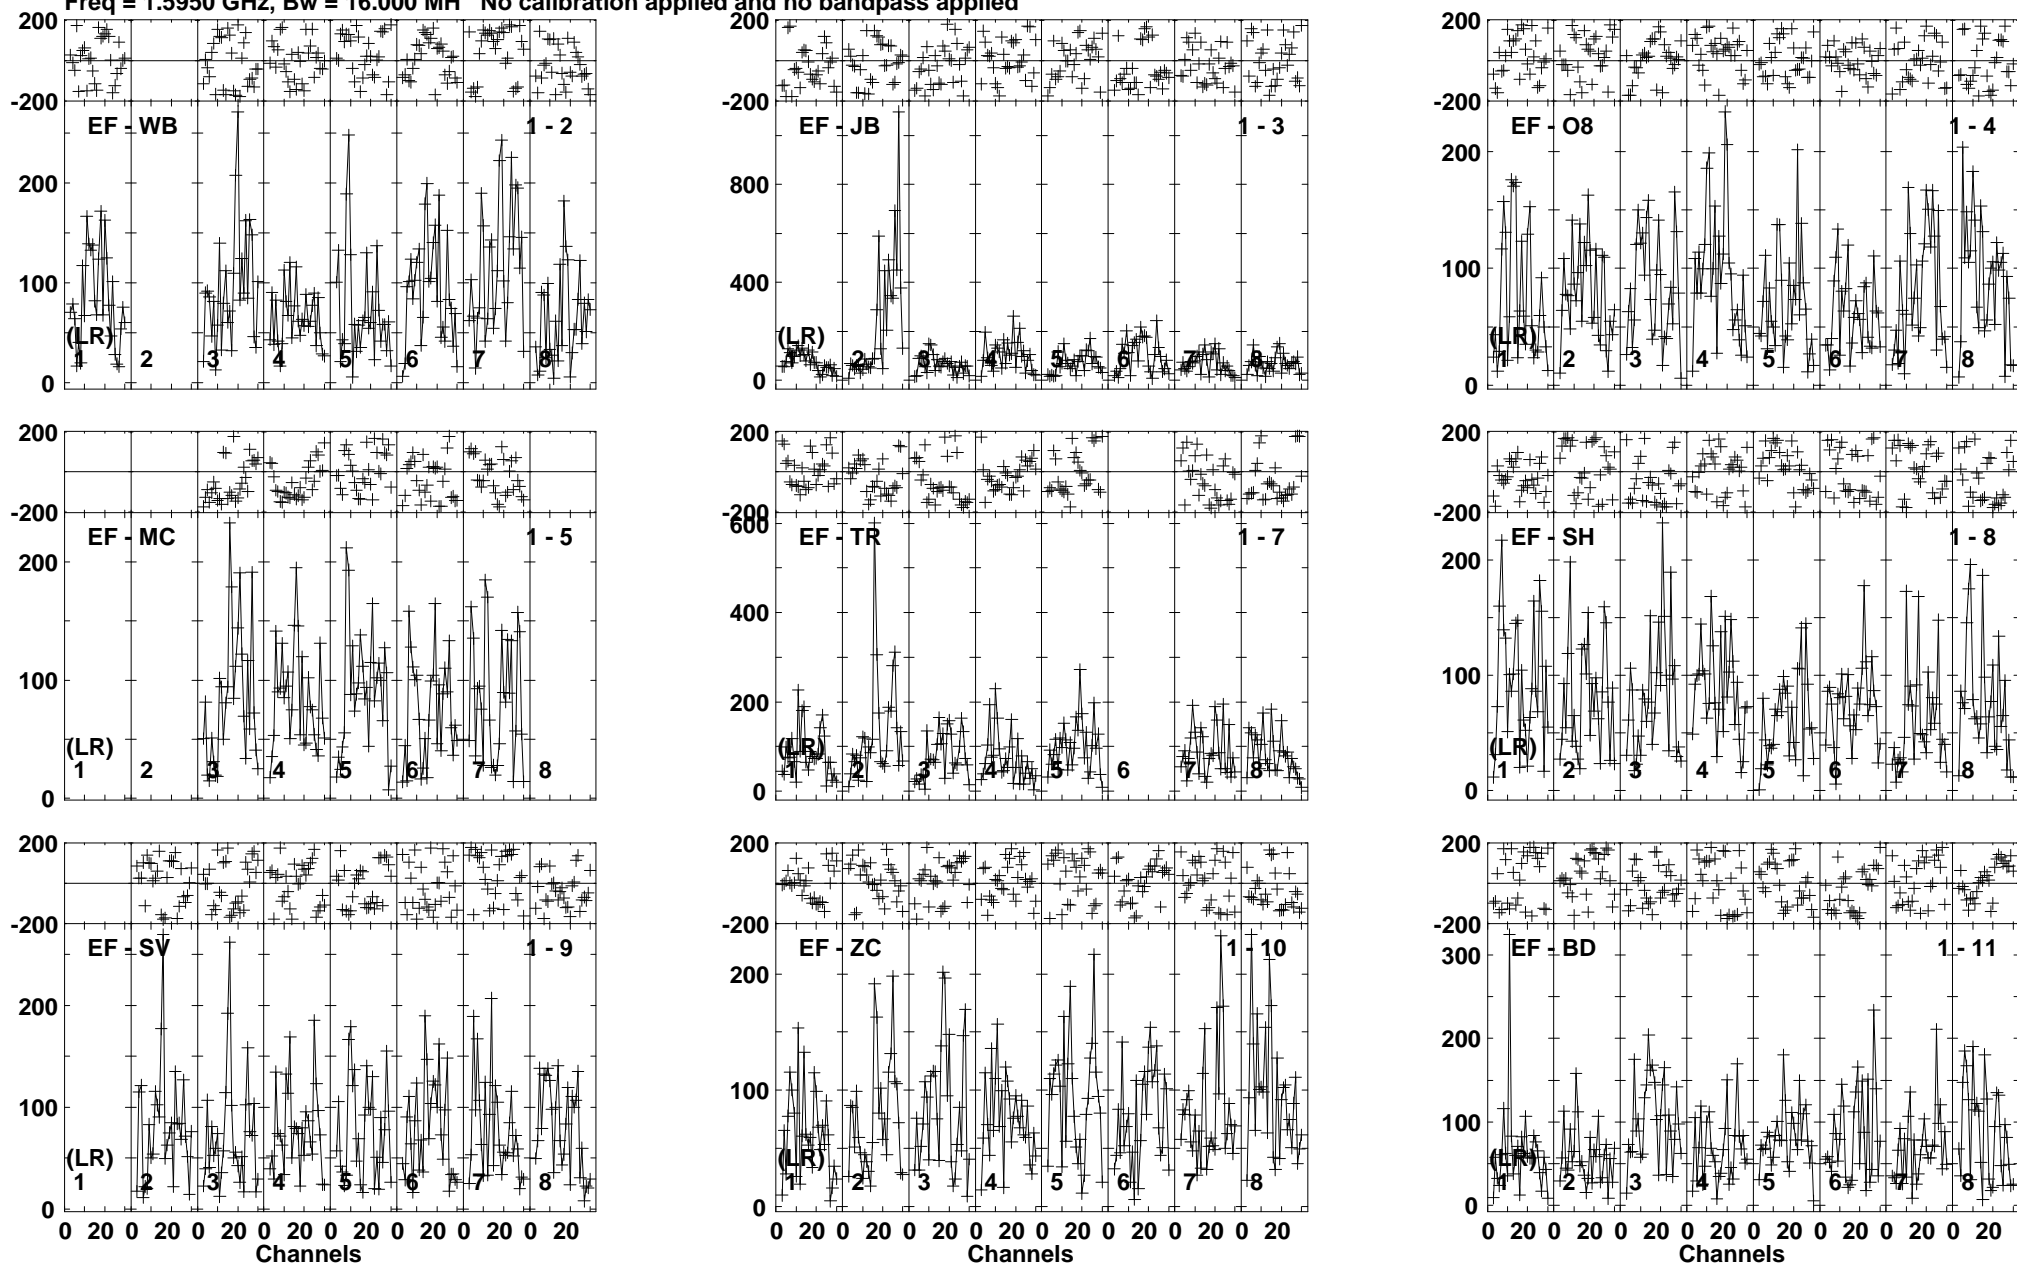 Freq = 1.5950 GHz, Bw = 16.000 MH No calibration applied and no bandpass applied
200 200 200
-200 -200 -200
EF - WB 1 - 2 EF - JB 1 - 3 EF - O8 1 - 4
200 800 200
100 400 100
(LR) (LR) (LR)
1 2 3 4 5 6 7 8 1 2 3 4 5 6 7 8 1 2 3 4 5 6 7 8
0 0 0
200 200 200
-200 -200 -200
600
EF - MC 1 - 5 EF - TR 1 - 7 EF - SH 1 - 8
200 400 200
100 200 100
(LR) (LR) (LR)
1 2 3 4 5 6 7 8 1 2 3 4 5 6 7 8 1 2 3 4 5 6 7 8
0 0 0
200 200 200
-200 -200 -200
EF - SV 1 - 9 EF - ZC 1 - 10 EF - BD 1 - 11
300
200 200 200
100 100 100
(LR) (LR) (LR)
1 2 3 4 5 6 7 8 1 2 3 4 5 6 7 8 1 2 3 4 5 6 7 8
0 0 0
0 20 0 20 0 20 0 20 0 20 0 20 0 20 0 20 0 20 0 20 0 20 0 20 0 20 0 20 0 20 0 20 0 20 0 20 0 20 0 20 0 20 0 20 0 20 0 20
Channels Channels Channels